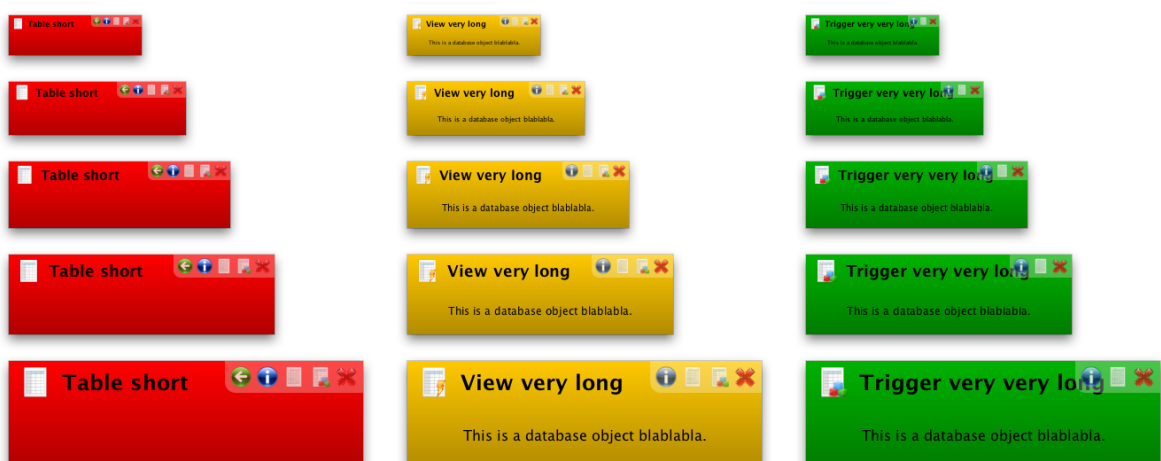 Table short
View very long
Trigger very very long
This is a database object blablabla.
This is a database object blablabla.
Table short
View very long
Trigger very very long
This is a database object blablabla.
This is a database object blablabla.
Table short
View very long
Trigger very very long
This is a database object blablabla.
This is a database object blablabla.
Table short
View very long
Trigger very very long
This is a database object blablabla.
This is a database object blablabla.
Table short
View very long
Trigger very very long
This is a database object blablabla.
This is a database object blablabla.